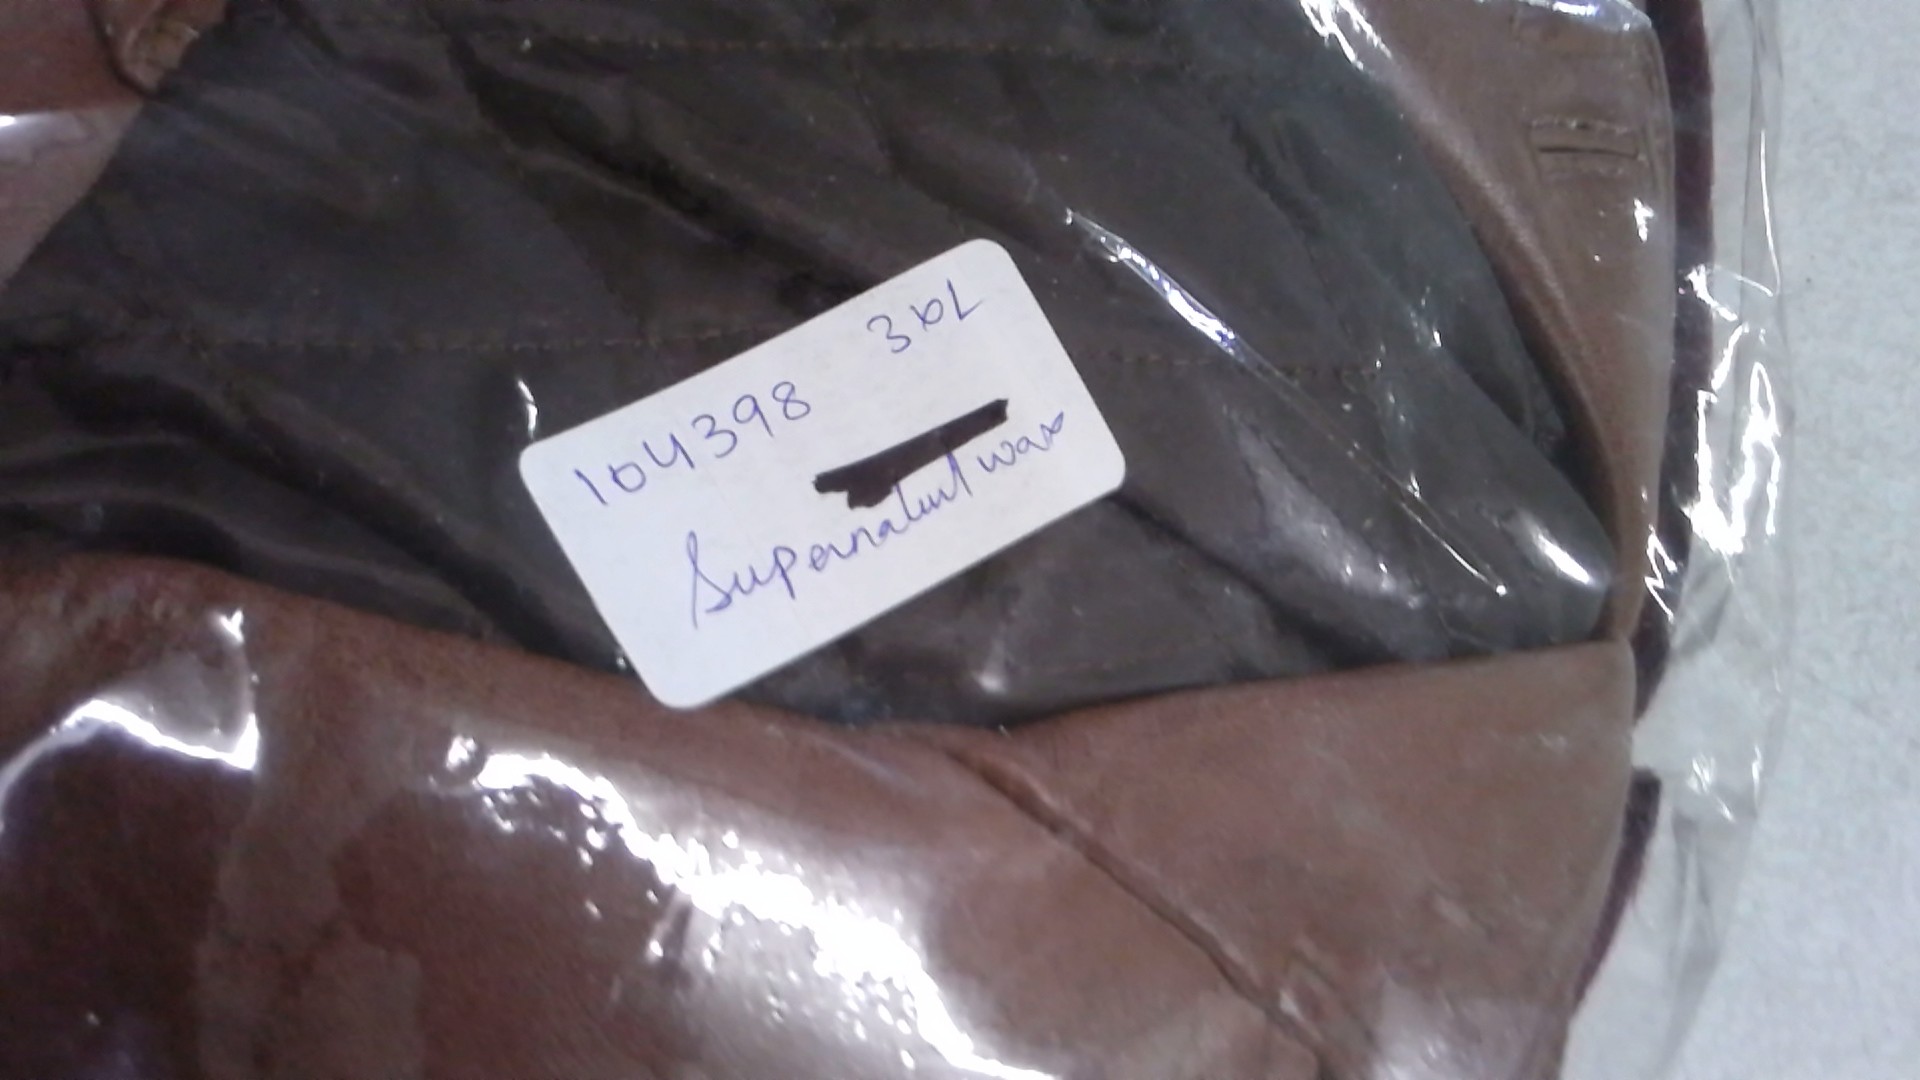 104398 3XL
Supernatural wax